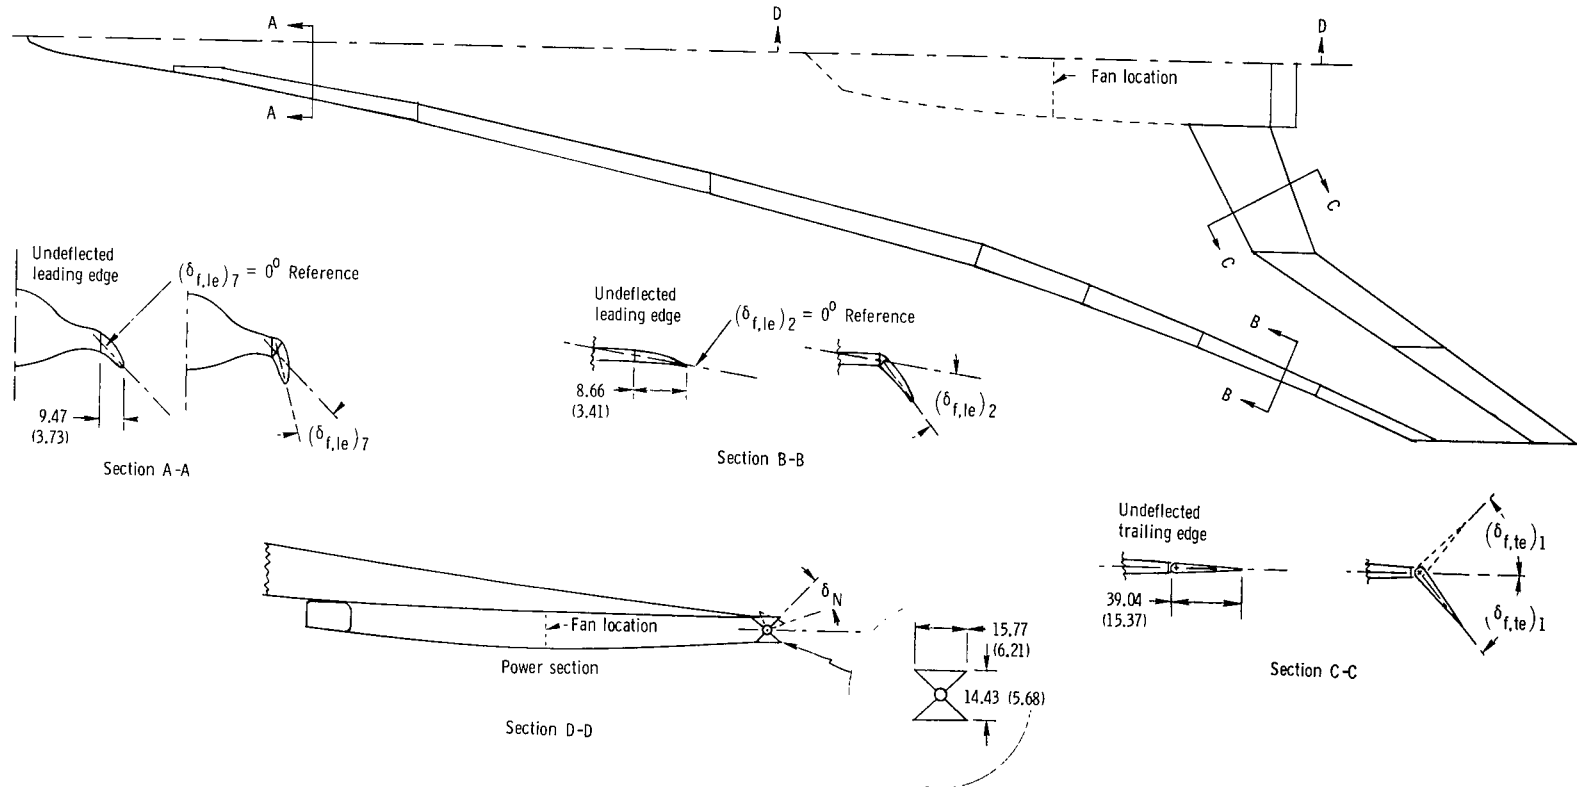 A
D
D
Fan location
A
C
C
Undeflected
leading edge
(δf,le)7 = 0° Reference
9.47
(3.73)
(δf,le)7
Section A-A
Undeflected
leading edge
(δf,le)2 = 0° Reference
8.66
(3.41)
(δf,le)2
Section B-B
B
B
Undeflected
trailing edge
39.04
(15.37)
(δf,te)1
(δf,te)1
Section C-C
δN
Fan location
Power section
Section D-D
15.77
(6.21)
14.43 (5.68)